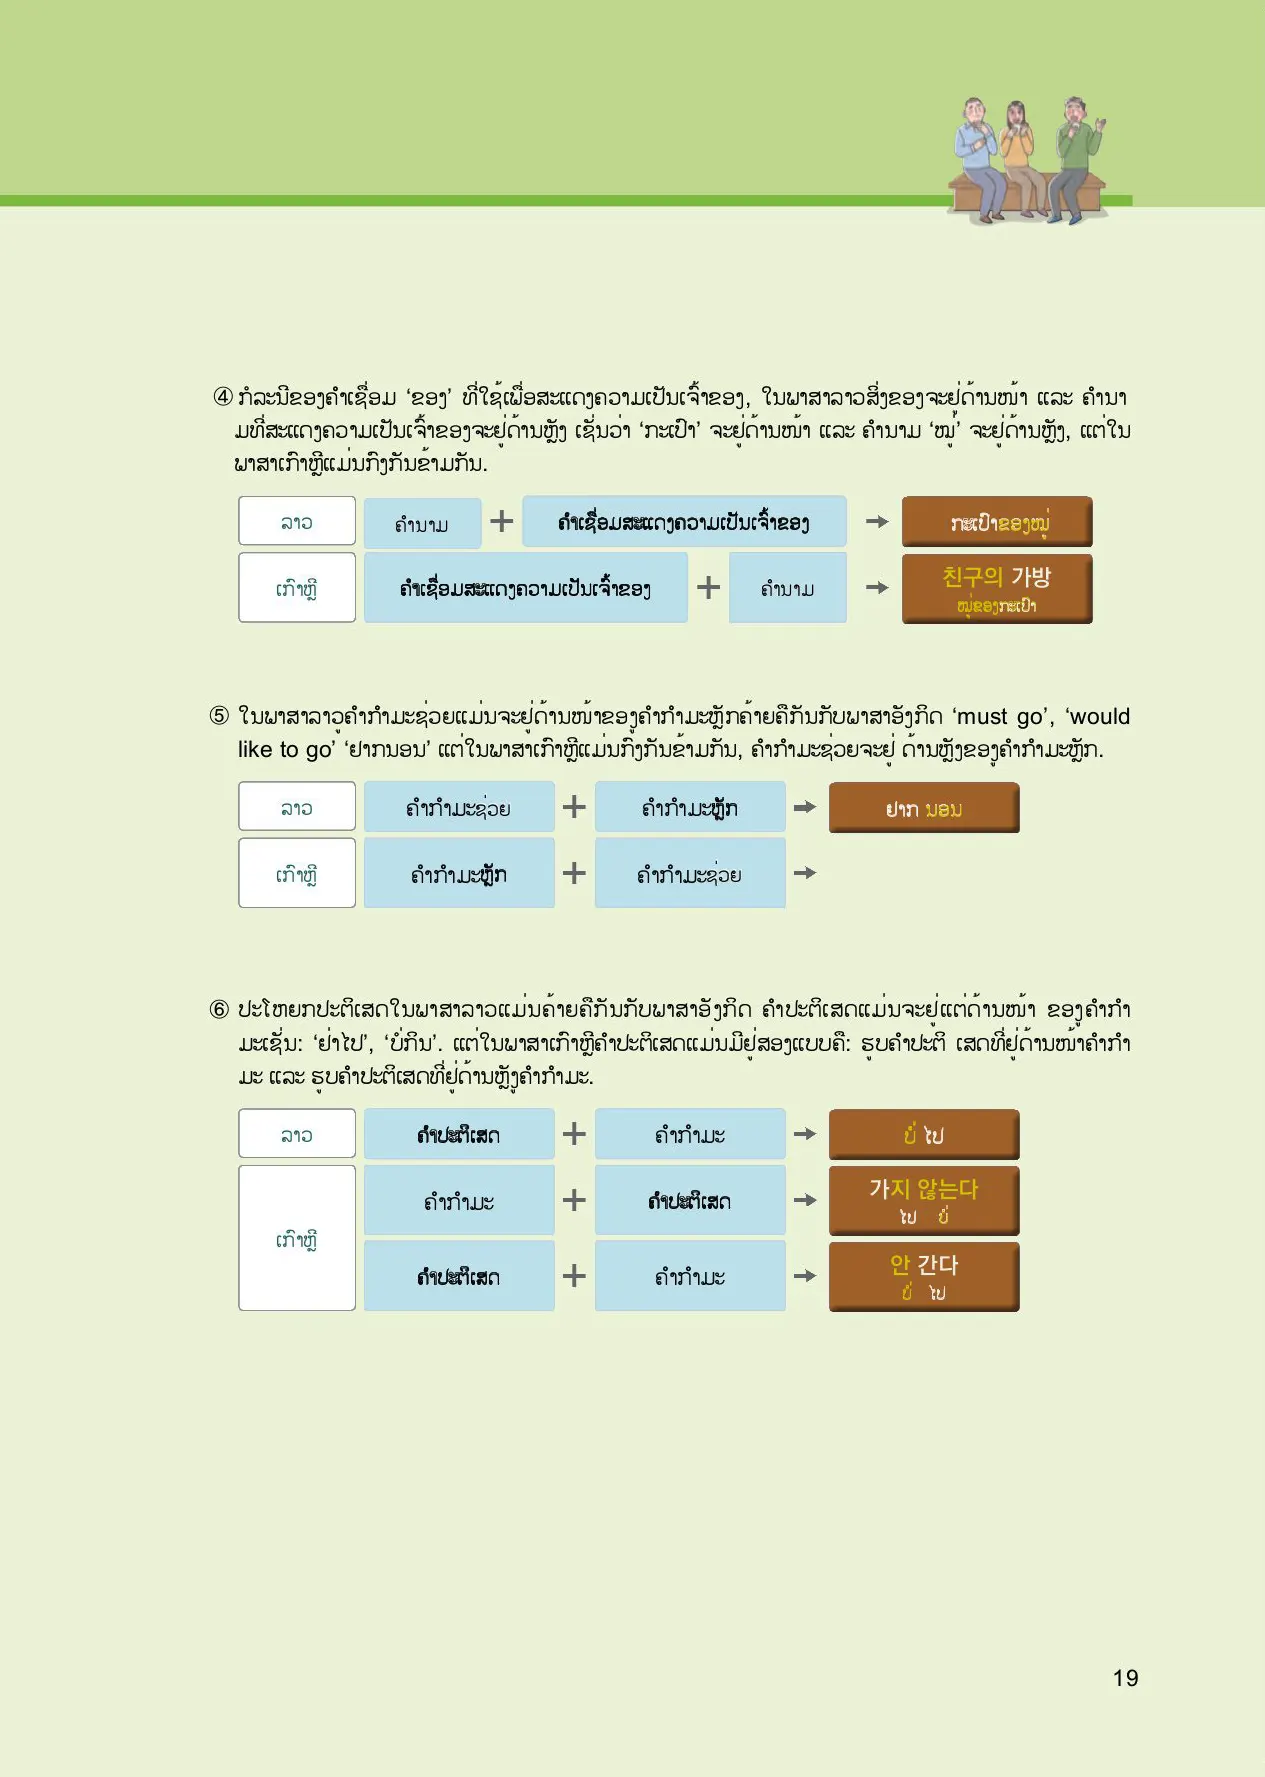 ④ ກໍລະນີຂອງຄຳເຊື່ອມ ‘ຂອງ’ ທີ່ໃຊ້ເພື່ອສະແດງຄວາມເປັນເຈົ້າຂອງ, ໃນພາສາລາວສິ່ງຂອງຈະຢູ່ດ້ານໜ້າ ແລະ ຄຳນາ
ມທີ່ສະແດງຄວາມເປັນເຈົ້າຂອງຈະຢູ່ດ້ານຫຼັງ ເຊັ່ນວ່າ ‘ກະເປົາ’ ຈະຢູ່ດ້ານໜ້າ ແລະ ຄຳນາມ ‘ໝູ່’ ຈະຢູ່ດ້ານຫຼັງ, ແຕ່ໃນ
ພາສາເກົາຫຼີແມ່ນກົງກັນຂ້າມກັນ.
ລາວ ຄຳນາມ + ຄຳເຊື່ອມສະແດງຄວາມເປັນເຈົ້າຂອງ → ກະເປົາຂອງໝູ່
ເກົາຫຼີ ຄຳເຊື່ອມສະແດງຄວາມເປັນເຈົ້າຂອງ + ຄຳນາມ → 친구의 가방
ໝູ່ຂອງກະເປົາ
⑤ ໃນພາສາລາວູຄຳກຳມະຊ່ວຍແມ່ນຈະຢູ່ດ້ານໜ້າຂອງູຄຳກຳມະຫຼັກຄ້າຍຄືກັນກັບພາສາອັງກິດ ‘must go’, ‘would
like to go’ ‘ຢາກນອນ’ ແຕ່ໃນພາສາເກົາຫຼີແມ່ນກົງກັນຂ້າມກັນ, ຄຳກຳມະຊ່ວຍຈະຢູ່ ດ້ານຫຼັງຂອງູຄຳກຳມະຫຼັກ.
ລາວ ຄຳກຳມະຊ່ວຍ + ຄຳກຳມະຫຼັກ → ຢາກ ນອນ
ເກົາຫຼີ ຄຳກຳມະຫຼັກ + ຄຳກຳມະຊ່ວຍ →
⑥ ປະໂຫຍກປະຕິເສດໃນພາສາລາວແມ່ນຄ້າຍຄືກັນກັບພາສາອັງກິດ ຄຳປະຕິເສດແມ່ນຈະຢູ່ແຕ່ດ້ານໜ້າ ຂອງູຄຳກຳ
ມະເຊັ່ນ: ‘ຢ່າໄປ’, ‘ບໍ່ກິນ’. ແຕ່ໃນພາສາເກົາຫຼີຄຳປະຕິເສດແມ່ນມີຢູ່ສອງແບບຄື: ຮູບຄຳປະຕິ ເສດທີ່ຢູ່ດ້ານໜ້າຄຳກຳ
ມະ ແລະ ຮູບຄຳປະຕິເສດທີ່ຢູ່ດ້ານຫຼັງູຄຳກຳມະ.
ລາວ ຄຳປະຕິເສດ + ຄຳກຳມະ → ບໍ່ ໄປ
ເກົາຫຼີ
ຄຳກຳມະ + ຄຳປະຕິເສດ → 가지 않는다
ໄປ ບໍ່
ຄຳປະຕິເສດ + ຄຳກຳມະ → 안 간다
ບໍ່ ໄປ
19